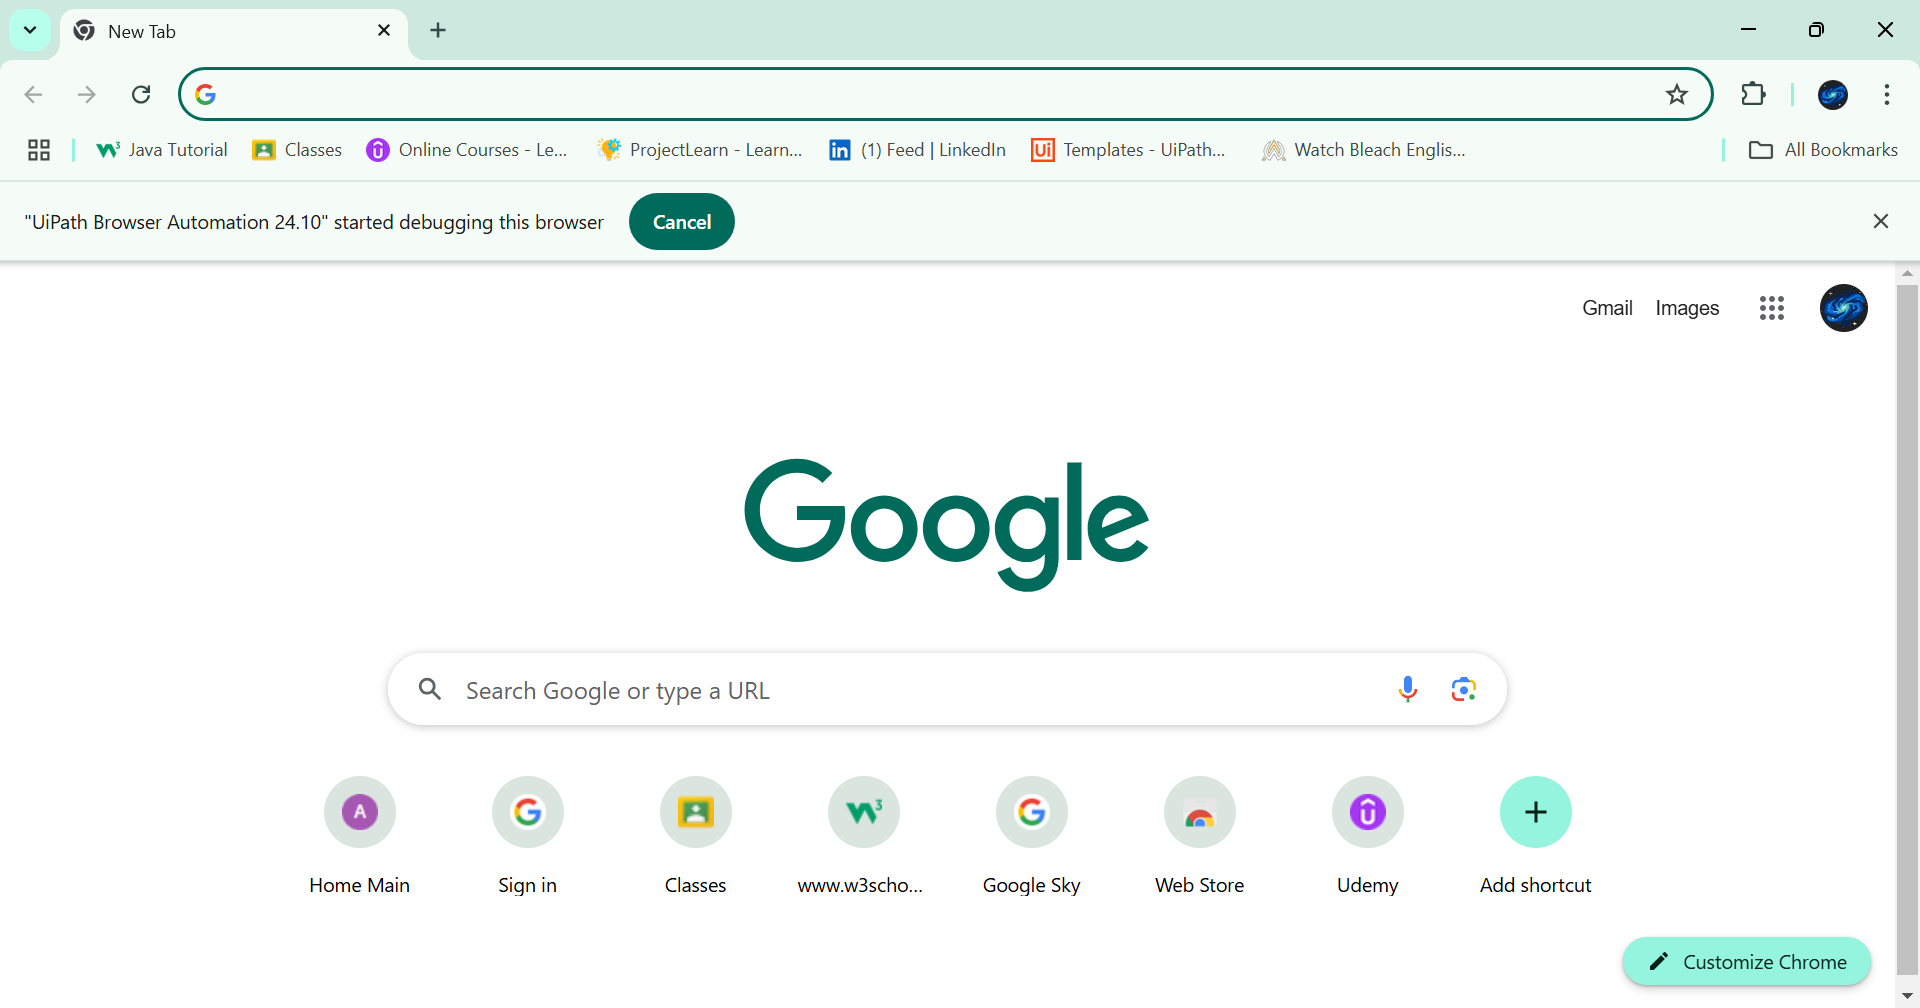 New Tab
Java Tutorial
Classes
Online Courses - Le...
ProjectLearn - Learn...
(1) Feed | LinkedIn
Templates - UiPath...
Watch Bleach Englis...
All Bookmarks
"UiPath Browser Automation 24.10" started debugging this browser
Cancel
Gmail
Images
Google
Search Google or type a URL
A
Home Main
Sign in
Classes
www.w3scho...
Google Sky
Web Store
Udemy
Add shortcut
Customize Chrome